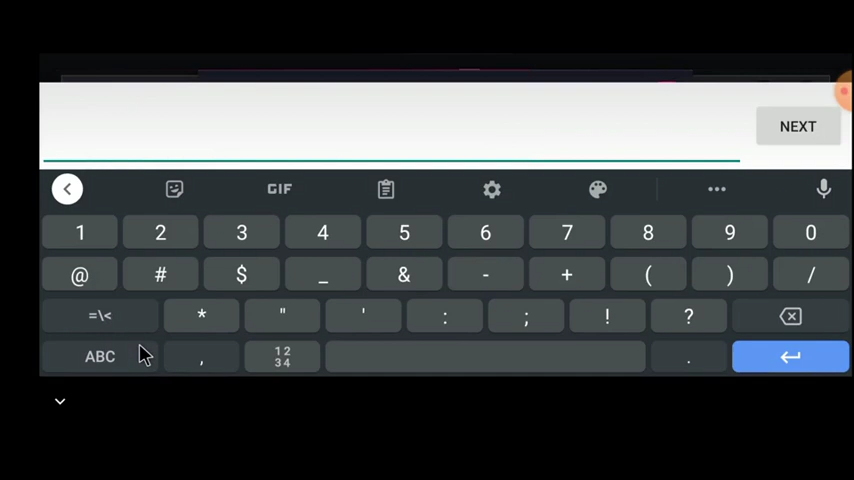 NEXT
GIF
1 2 3 4 5 6 7 8 9 0
@ # $ _ & - + ( ) /
=\< * " ' : ; ! ?
ABC , 12 34 .